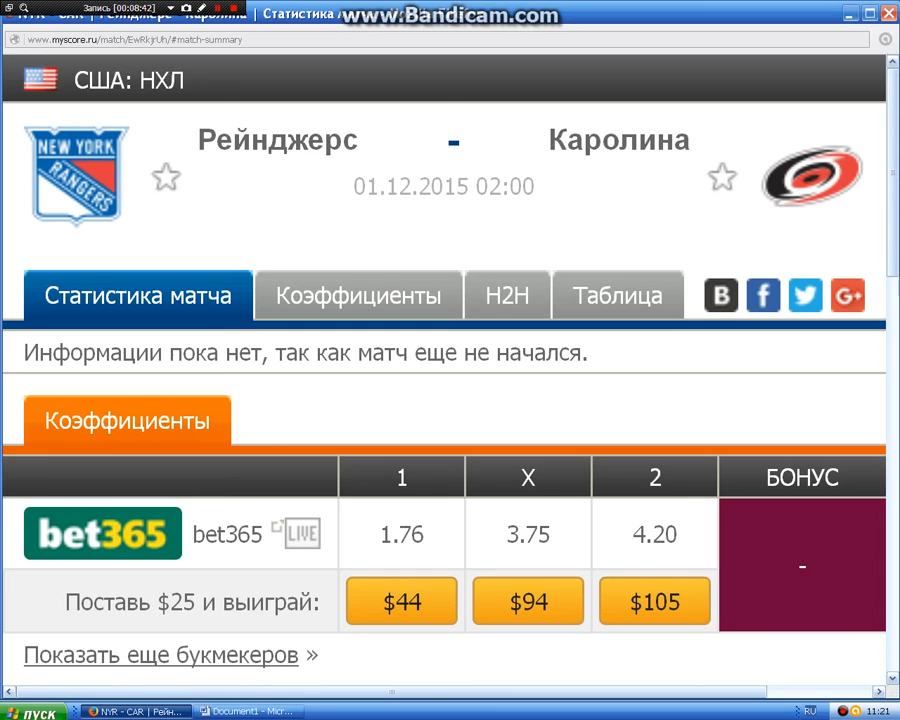 Запись [00:08:42]
www.Bandicam.com
www.myscore.ru/match/EwRkjrUh/#match-summary
США: НХЛ
NEW YORK
RANGERS
Рейнджерс - Каролина
01.12.2015 02:00
Статистика матча Коэффициенты H2H Таблица B f G+
Информации пока нет, так как матч еще не начался.
Коэффициенты
1 X 2 БОНУС
bet365 bet365 LIVE 1.76 3.75 4.20 -
Поставь $25 и выиграй: $44 $94 $105
Показать еще букмекеров »
пуск NYR - CAR | Рейн... Document1 - Micr... RU 11:21